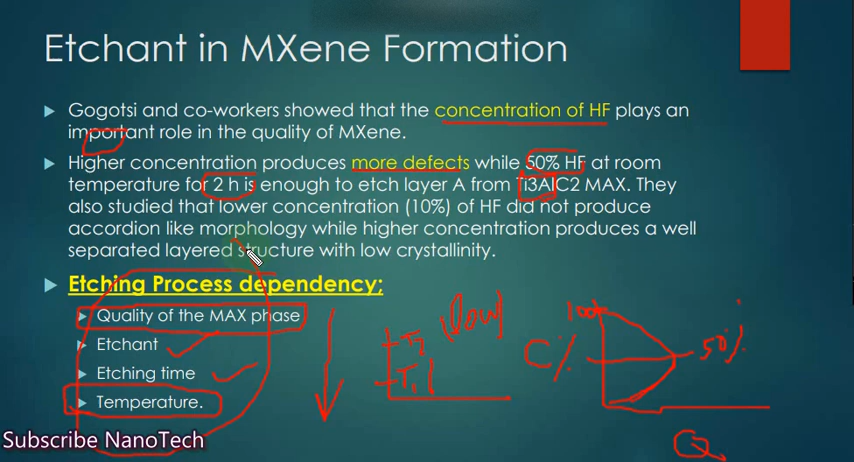 Etchant in MXene Formation
Gogotsi and co-workers showed that the concentration of HF plays an
important role in the quality of MXene.
Higher concentration produces more defects while 50% HF at room
temperature for 2 h is enough to etch layer A from Ti3AlC2 MAX. They
also studied that lower concentration (10%) of HF did not produce
accordion like morphology while higher concentration produces a well
separated layered structure with low crystallinity.
Etching Process dependency;
Quality of the MAX phase
Etchant
Etching time
Temperature.
(low)
T2
T1
C%
100%
50%
Q
Subscribe NanoTech